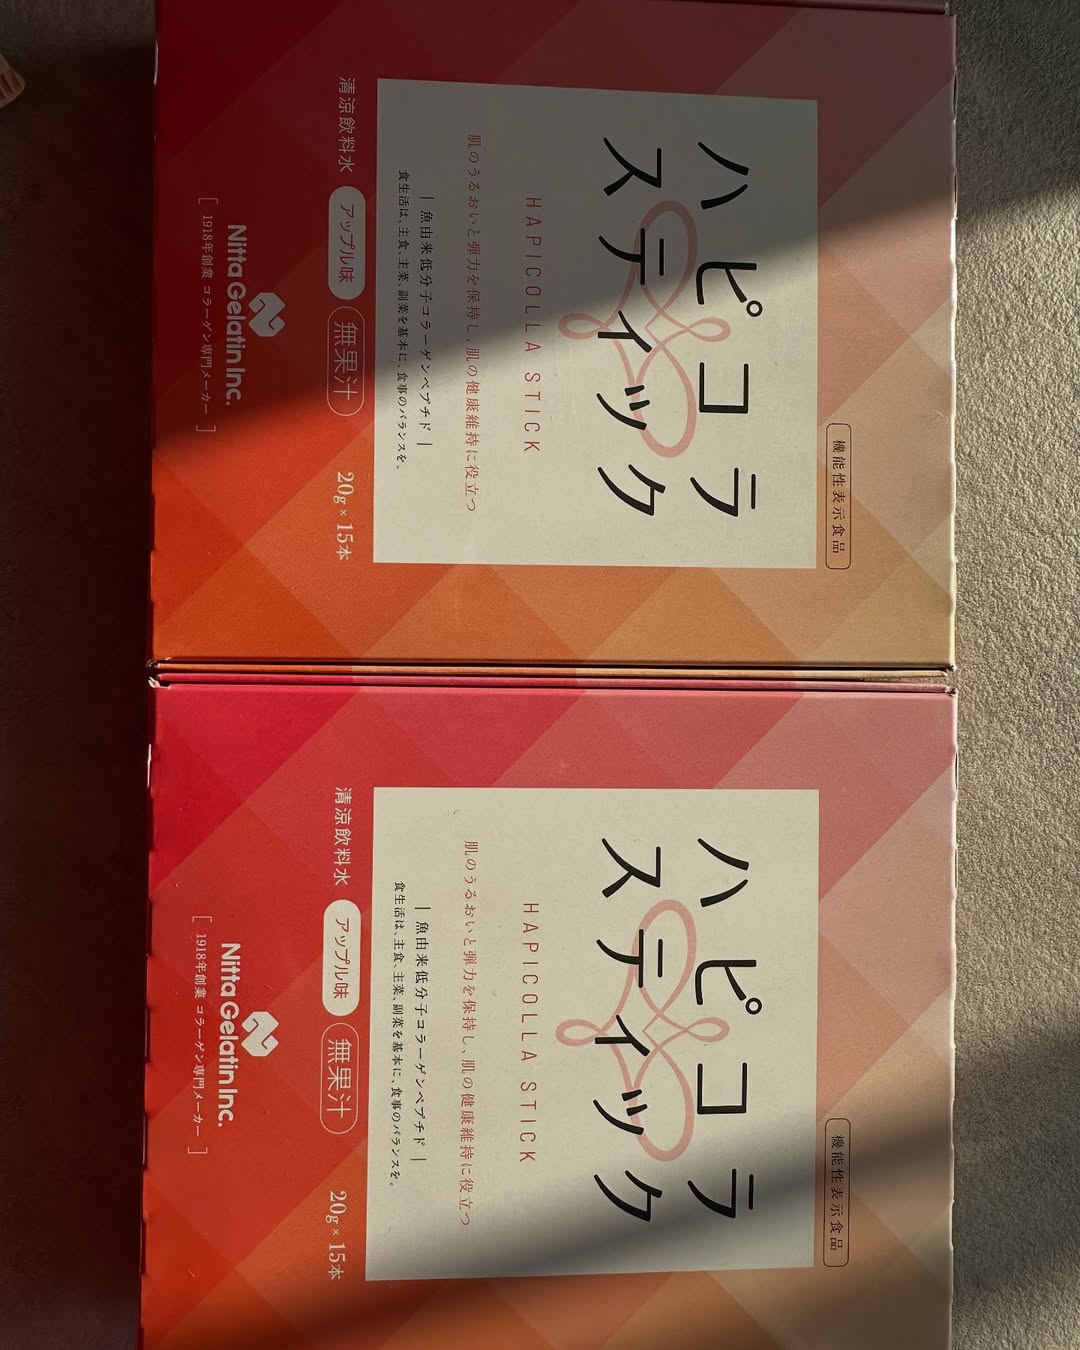 機能性表示食品
ハピコラ
スティック
HAPICOLLA STICK
肌のうるおいと弾力を保持し、肌の健康維持に役立つ
魚由来低分子コラーゲンペプチド
食生活は、主食、主菜、副菜を基本に、食事のバランスを。
清涼飲料水 アップル味 無果汁 20g×15本
Nitta Gelatin Inc.
[1918年創業 コラーゲン専門メーカー]
機能性表示食品
ハピコラ
スティック
HAPICOLLA STICK
肌のうるおいと弾力を保持し、肌の健康維持に役立つ
魚由来低分子コラーゲンペプチド
食生活は、主食、主菜、副菜を基本に、食事のバランスを。
清涼飲料水 アップル味 無果汁 20g×15本
Nitta Gelatin Inc.
[1918年創業 コラーゲン専門メーカー]